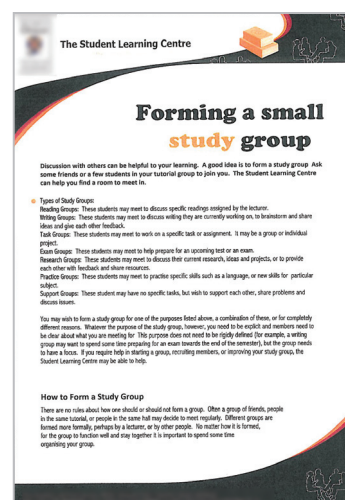 The Student Learning Centre
Forming a small
study group
Discussion with others can be helpful to your learning. A good idea is to form a study group Ask
some friends or a few students in your tutorial group to join you. The Student Learning Centre
can help you find a room to meet in.
Types of Study Groups:
Reading Groups: These students may meet to discuss specific readings assigned by the lecturer.
Writing Groups: These students may meet to discuss writing they are currently working on, to brainstorm and share
ideas and give each other feedback.
Task Groups: These students may meet to work on a specific task or assignment. It may be a group or individual
project.
Exam Groups: These students may meet to help prepare for an upcoming test or an exam.
Research Groups: These students may meet to discuss their current research, ideas and projects, or to provide
each other with feedback and share resources.
Practice Groups: These students may meet to practise specific skills such as a language, or new skills for particular
subject.
Support Groups: These student may have no specific tasks, but wish to support each other, share problems and
discuss issues.
You may wish to form a study group for one of the purposes listed above, a combination of these, or for completely
different reasons. Whatever the purpose of the study group, however, you need to be explicit and members need to
be clear about what you are meeting for This purpose does not need to be rigidly defined (for example, a writing
group may want to spend some time preparing for an exam towards the end of the semester), but the group needs
to have a focus. If you require help in starting a group, recruiting members, or improving your study group, the
Student Learning Centre may be able to help.
How to Form a Study Group
There are no rules about how one should or should not form a group. Often a group of friends, people
in the same tutorial, or people in the same hall may decide to meet regularly. Different groups are
formed more formally, perhaps by a lecturer, or by other people. No matter how it is formed,
for the group to function well and stay together it is important to spend some time
organising your group.